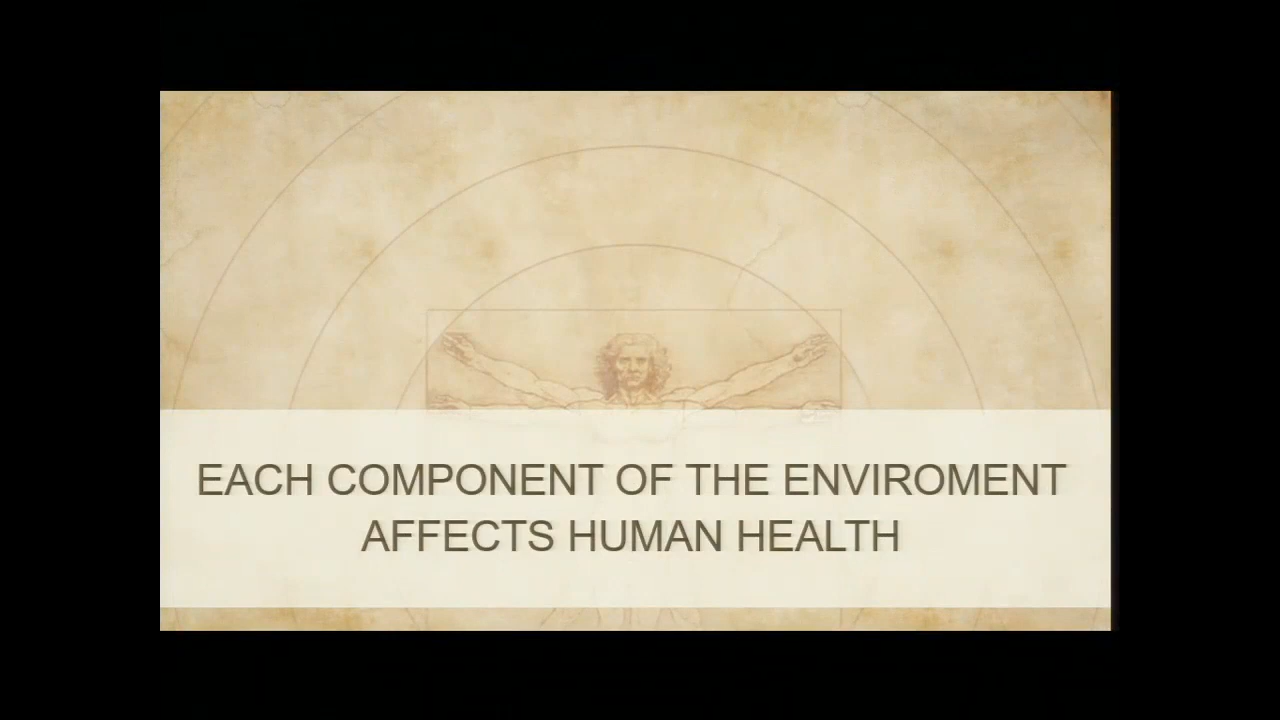 EACH COMPONENT OF THE ENVIROMENT
AFFECTS HUMAN HEALTH